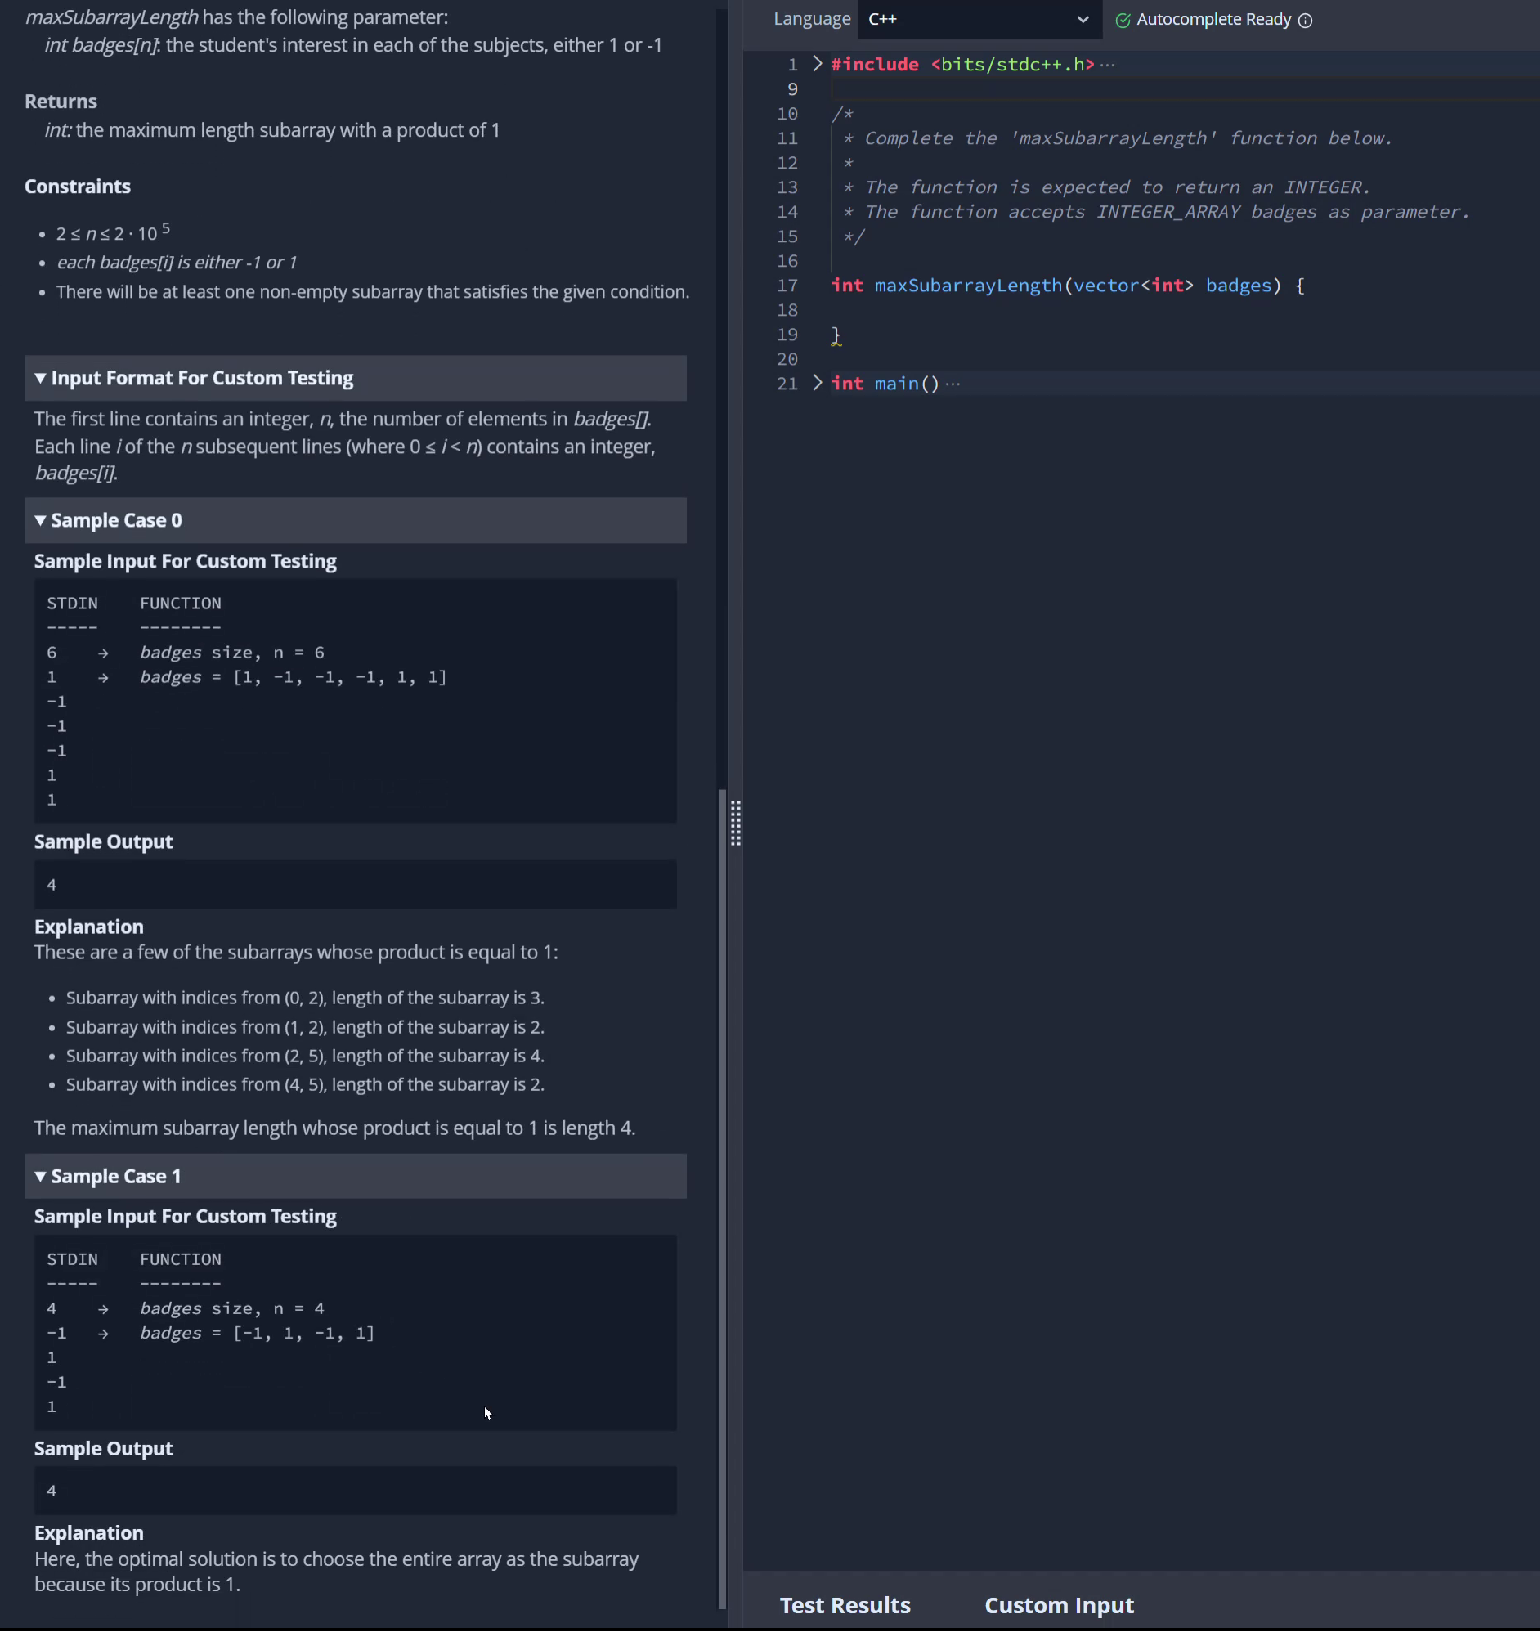 maxSubarrayLength has the following parameter:
int badges[n]: the student's interest in each of the subjects, either 1 or -1
Returns
int: the maximum length subarray with a product of 1
Constraints
• 2 ≤ n ≤ 2 · 10 5
• each badges[i] is either -1 or 1
• There will be at least one non-empty subarray that satisfies the given condition.
▼ Input Format For Custom Testing
The first line contains an integer, n, the number of elements in badges[].
Each line i of the n subsequent lines (where 0 ≤ i < n) contains an integer,
badges[i].
▼ Sample Case 0
Sample Input For Custom Testing
STDIN FUNCTION
----- --------
6 → badges size, n = 6
1 → badges = [1, -1, -1, -1, 1, 1]
-1
-1
-1
1
1
Sample Output
4
Explanation
These are a few of the subarrays whose product is equal to 1:
• Subarray with indices from (0, 2), length of the subarray is 3.
• Subarray with indices from (1, 2), length of the subarray is 2.
• Subarray with indices from (2, 5), length of the subarray is 4.
• Subarray with indices from (4, 5), length of the subarray is 2.
The maximum subarray length whose product is equal to 1 is length 4.
▼ Sample Case 1
Sample Input For Custom Testing
STDIN FUNCTION
----- --------
4 → badges size, n = 4
-1 → badges = [-1, 1, -1, 1]
1
-1
1
Sample Output
4
Explanation
Here, the optimal solution is to choose the entire array as the subarray
because its product is 1.
Language C++ Autocomplete Ready
1 #include <bits/stdc++.h>···
9
10 /*
11 * Complete the 'maxSubarrayLength' function below.
12 *
13 * The function is expected to return an INTEGER.
14 * The function accepts INTEGER_ARRAY badges as parameter.
15 */
16
17 int maxSubarrayLength(vector<int> badges) {
18
19 }
20
21 int main()···
Test Results Custom Input